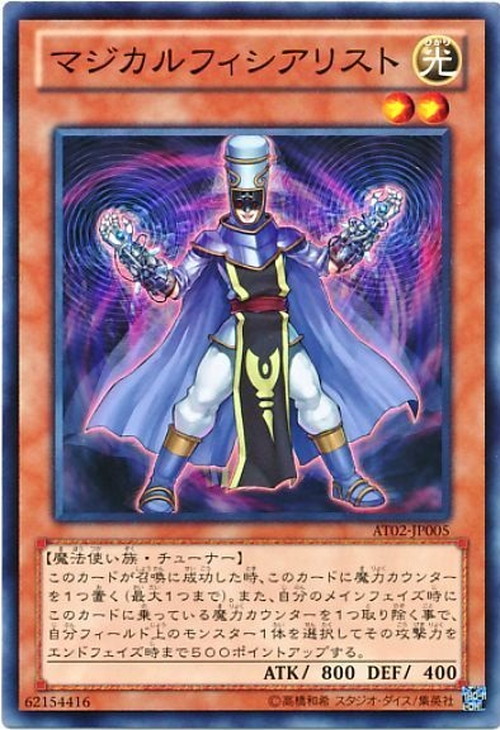 マジカルフィシアリスト
光
AT02-JP005
【魔法使い族・チューナー】
このカードが召喚に成功した時、このカードに魔力カウンター
を1つ置く(最大1つまで)。また、自分のメインフェイズ時に
このカードに乗っている魔力カウンターを1つ取り除く事で、
自分フィールド上のモンスター1体を選択してその攻撃力を
エンドフェイズ時まで500ポイントアップする。
ATK/ 800 DEF/ 400
62154416
©高橋和希 スタジオ・ダイス/集英社